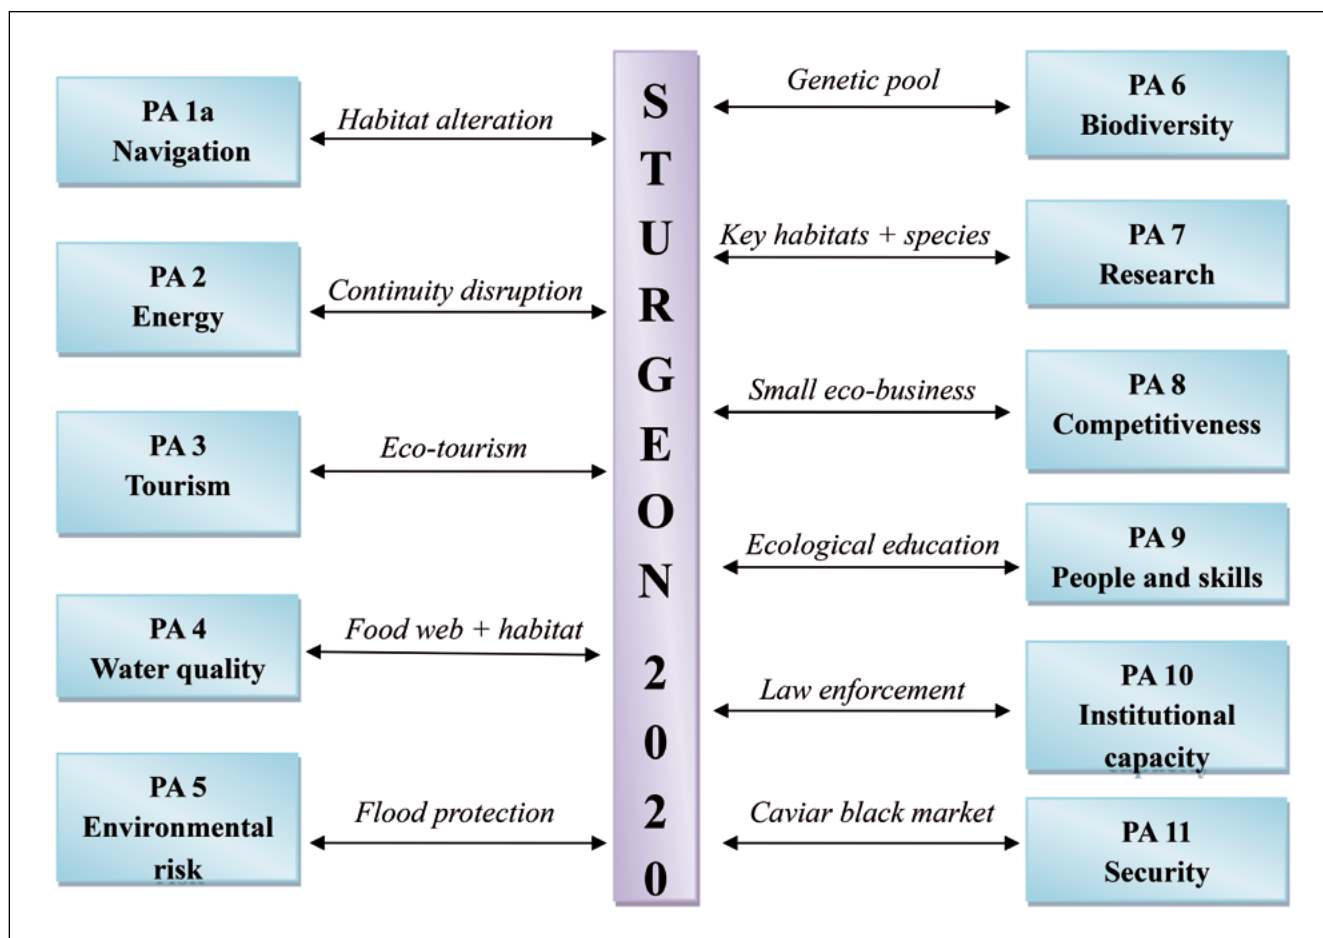 PA 1a
Navigation
Habitat alteration
PA 2
Energy
Continuity disruption
PA 3
Tourism
Eco-tourism
PA 4
Water quality
Food web + habitat
PA 5
Environmental
risk
Flood protection
S
T
U
R
G
E
O
N
2
0
2
0
Genetic pool
PA 6
Biodiversity
Key habitats + species
PA 7
Research
Small eco-business
PA 8
Competitiveness
Ecological education
PA 9
People and skills
Law enforcement
PA 10
Institutional
capacity
Caviar black market
PA 11
Security